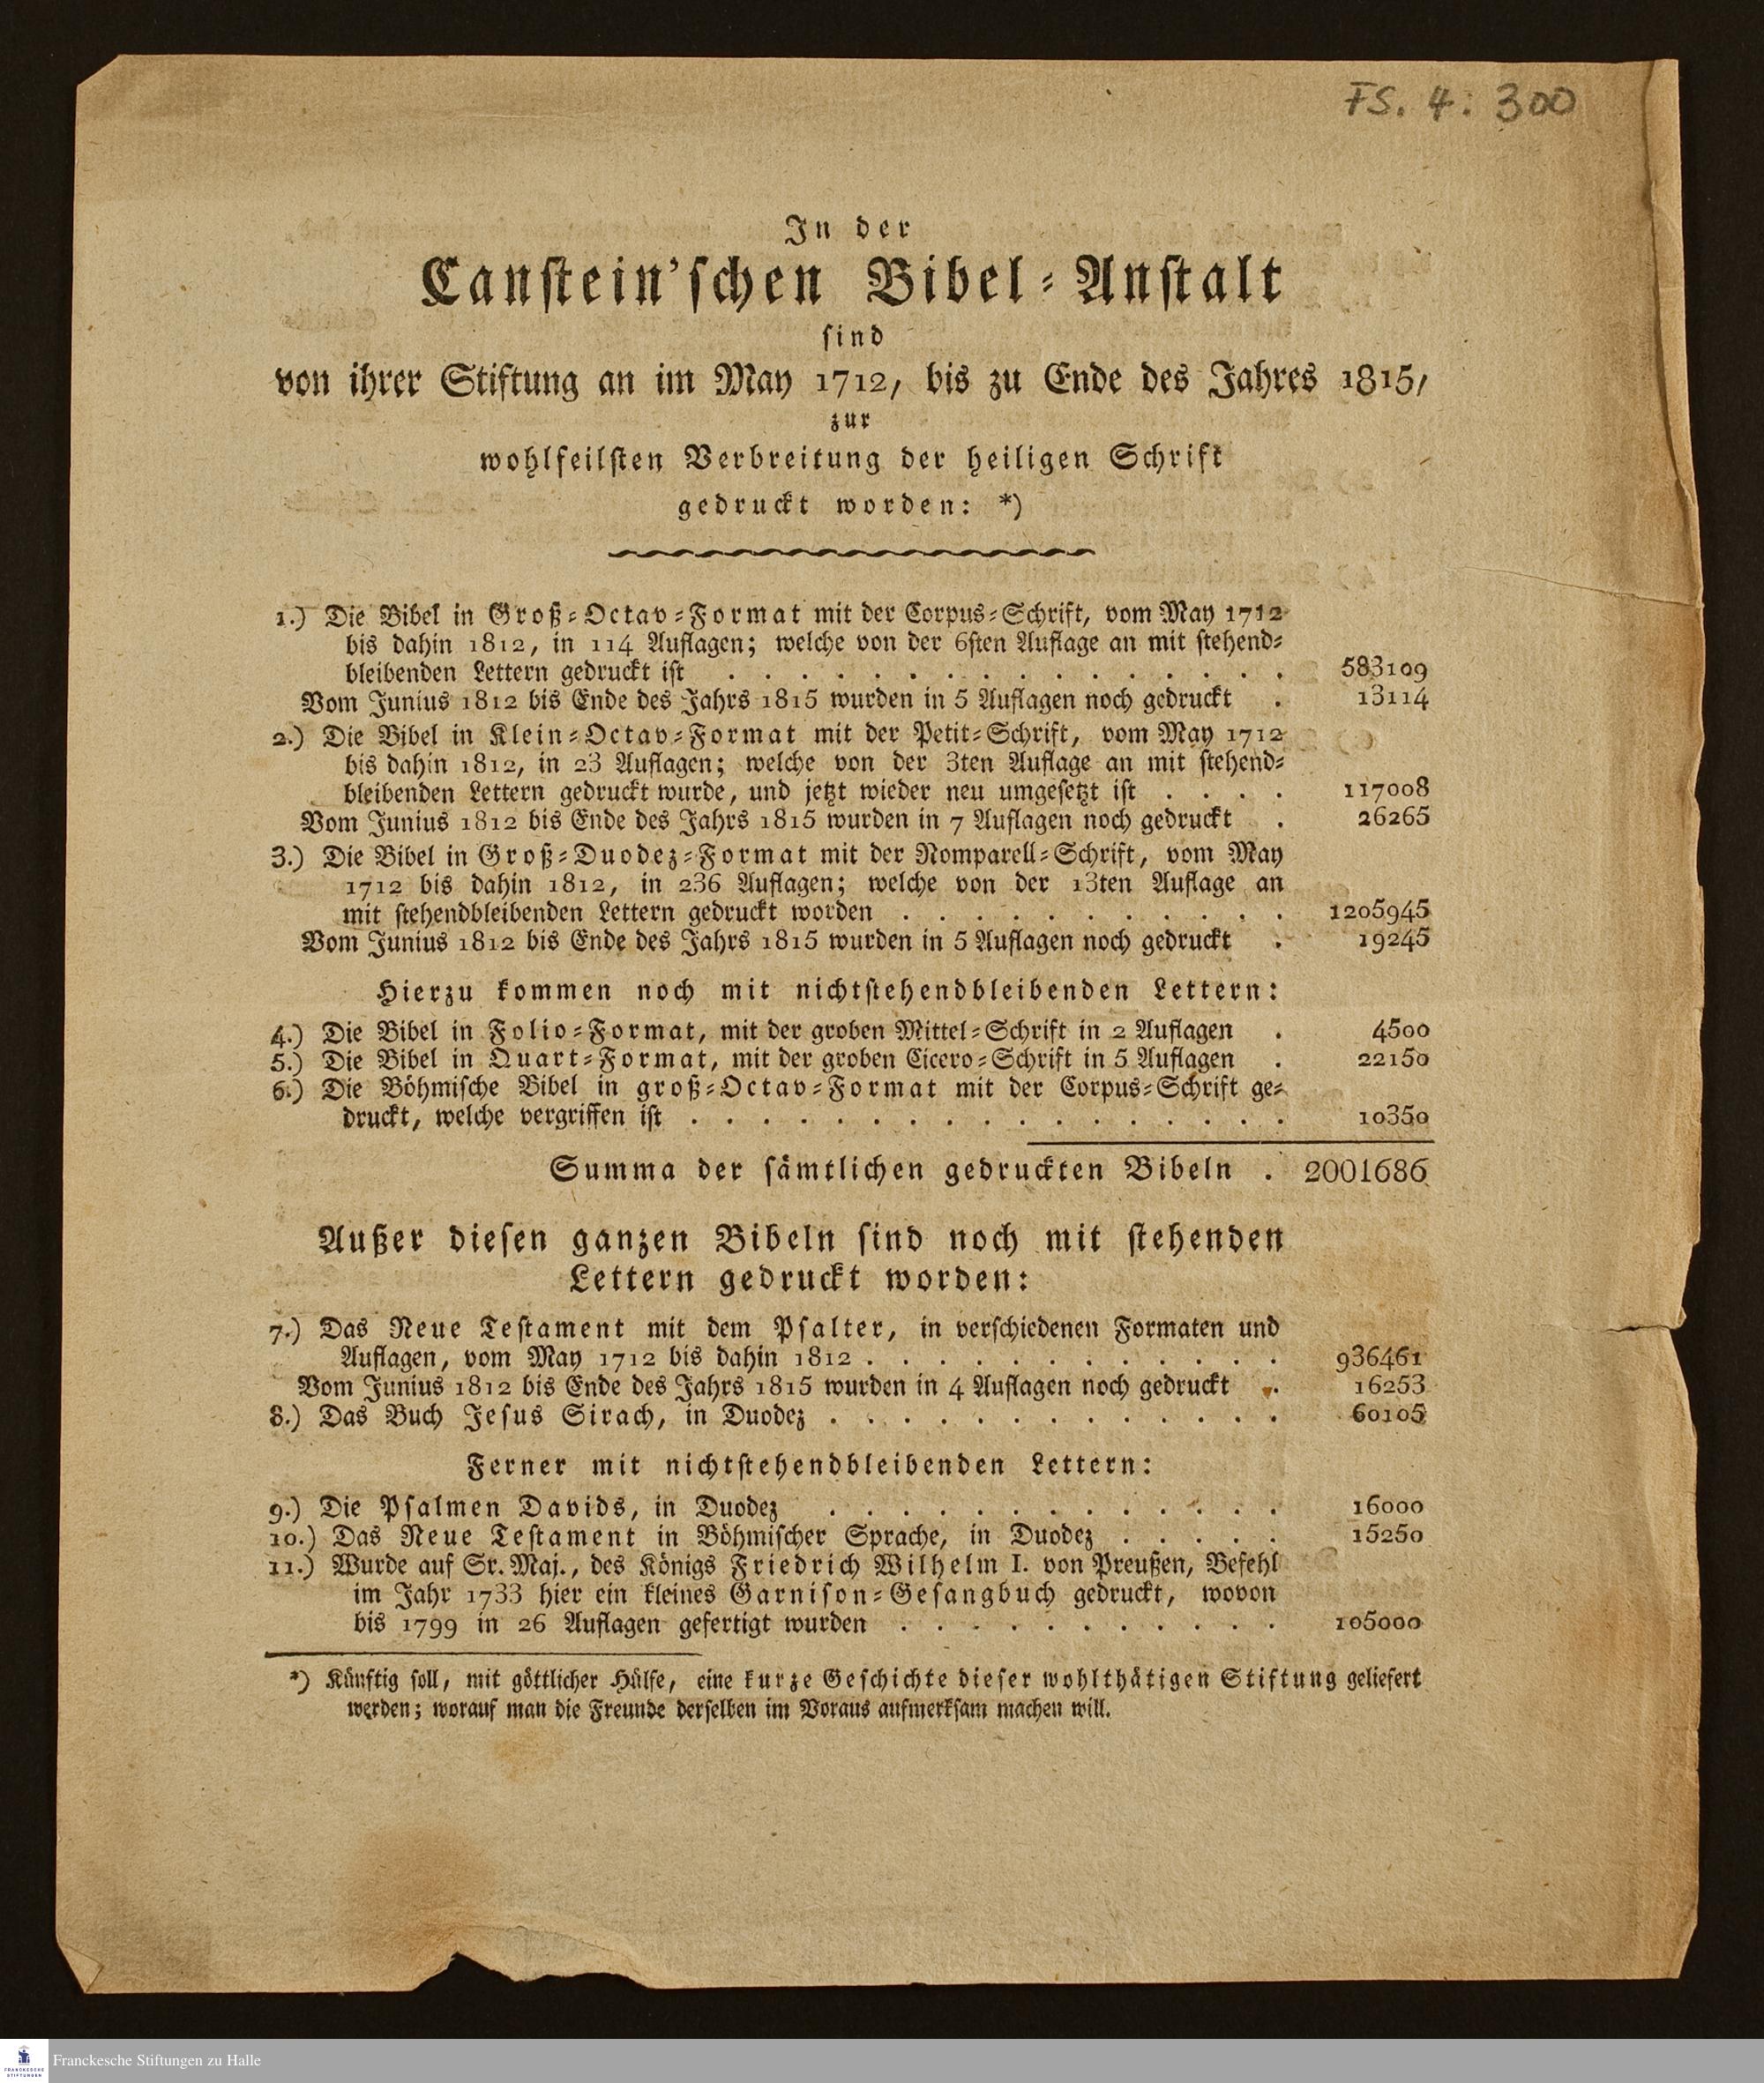 FS. 4: 300
In der
Canstein'schen Bibel-Anstalt
sind
von ihrer Stiftung an im May 1712, bis zu Ende des Jahres 1815,
zur
wohlfeilsten Verbreitung der heiligen Schrift
gedruckt worden: *)
1.) Die Bibel in Groß-Octav-Format mit der Corpus-Schrift, vom May 1712
bis dahin 1812, in 114 Auflagen; welche von der 6sten Auflage an mit stehend-
bleibenden Lettern gedruckt ist . . . . . . . . . . . . . . . . 583109
Vom Junius 1812 bis Ende des Jahrs 1815 wurden in 5 Auflagen noch gedruckt . 13114
2.) Die Bibel in Klein-Octav-Format mit der Petit-Schrift, vom May 1712
bis dahin 1812, in 23 Auflagen; welche von der 3ten Auflage an mit stehend-
bleibenden Lettern gedruckt wurde, und jetzt wieder neu umgesetzt ist . . . . 117008
Vom Junius 1812 bis Ende des Jahrs 1815 wurden in 7 Auflagen noch gedruckt . 26265
3.) Die Bibel in Groß-Duodez-Format mit der Nomparell-Schrift, vom May
1712 bis dahin 1812, in 236 Auflagen; welche von der 13ten Auflage an
mit stehendbleibenden Lettern gedruckt worden . . . . . . . . . . . 1205945
Vom Junius 1812 bis Ende des Jahrs 1815 wurden in 5 Auflagen noch gedruckt . 19245
Hierzu kommen noch mit nichtstehendbleibenden Lettern:
4.) Die Bibel in Folio-Format, mit der groben Mittel-Schrift in 2 Auflagen . 4500
5.) Die Bibel in Quart-Format, mit der groben Cicero-Schrift in 5 Auflagen . 22150
6.) Die Böhmische Bibel in groß-Octav-Format mit der Corpus-Schrift ge-
druckt, welche vergriffen ist . . . . . . . . . . . . . . . . . 10350
Summa der sämtlichen gedruckten Bibeln . 2001686
Außer diesen ganzen Bibeln sind noch mit stehenden
Lettern gedruckt worden:
7.) Das Neue Testament mit dem Psalter, in verschiedenen Formaten und
Auflagen, vom May 1712 bis dahin 1812 . . . . . . . . . . . . 936461
Vom Junius 1812 bis Ende des Jahrs 1815 wurden in 4 Auflagen noch gedruckt . 16253
8.) Das Buch Jesus Sirach, in Duodez . . . . . . . . . . . . . 60105
Ferner mit nichtstehendbleibenden Lettern:
9.) Die Psalmen Davids, in Duodez . . . . . . . . . . . . . 16000
10.) Das Neue Testament in Böhmischer Sprache, in Duodez . . . . . 15250
11.) Wurde auf Sr. Maj., des Königs Friedrich Wilhelm I. von Preußen, Befehl
im Jahr 1733 hier ein kleines Garnison-Gesangbuch gedruckt, wovon
bis 1799 in 26 Auflagen gefertigt wurden . . . . . . . . . . . 105000
*) Künftig soll, mit göttlicher Hülfe, eine kurze Geschichte dieser wohlthätigen Stiftung geliefert
werden; worauf man die Freunde derselben im Voraus aufmerksam machen will.
FRANCKESCHE
STIFTUNGEN
Franckesche Stiftungen zu Halle